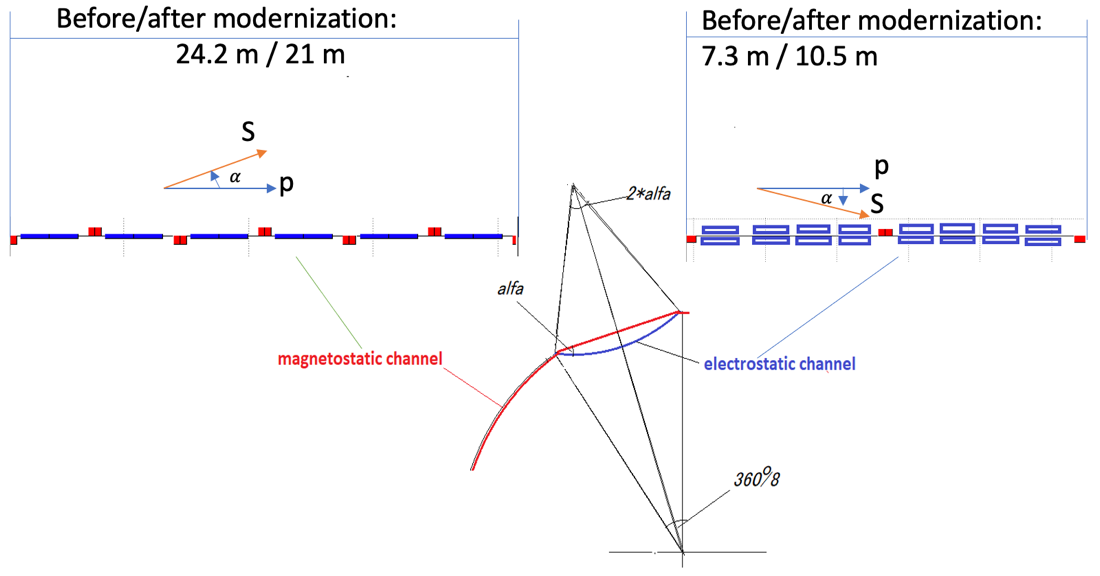 Before/after modernization:
24.2 m / 21 m
Before/after modernization:
7.3 m / 10.5 m
S
α
p
p
α
S
2*alfa
alfa
magnetostatic channel
electrostatic channel
360%8